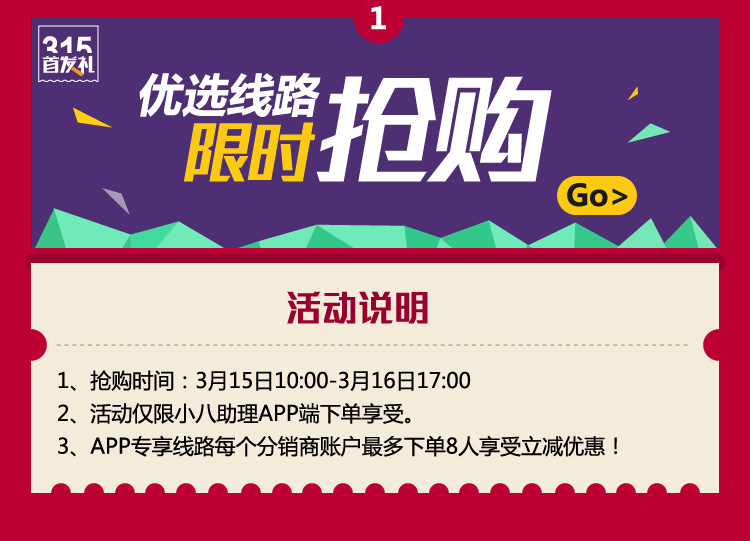 1
315
首发礼
优选线路
限时抢购
Go>
活动说明
1、抢购时间：3月15日10:00-3月16日17:00
2、活动仅限小八助理APP端下单享受。
3、APP专享线路每个分销商账户最多下单8人享受立减优惠！